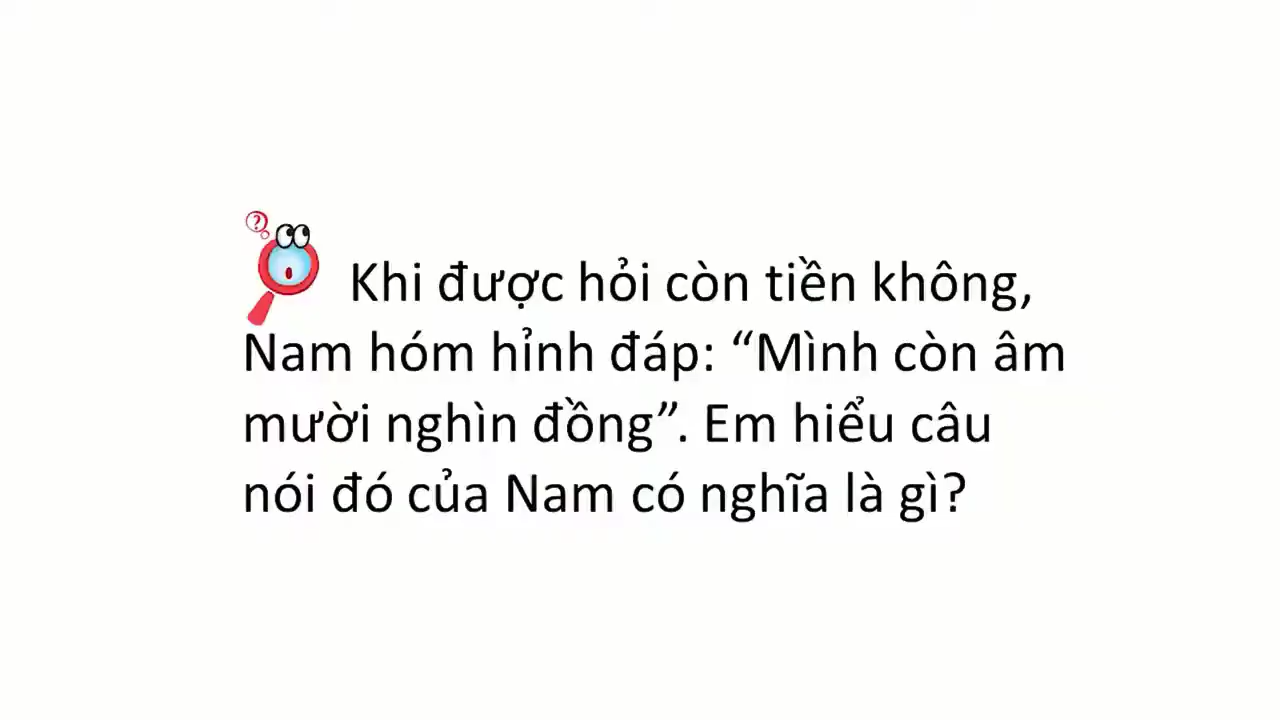 Khi được hỏi còn tiền không,
Nam hóm hỉnh đáp: “Mình còn âm
mười nghìn đồng”. Em hiểu câu
nói đó của Nam có nghĩa là gì?